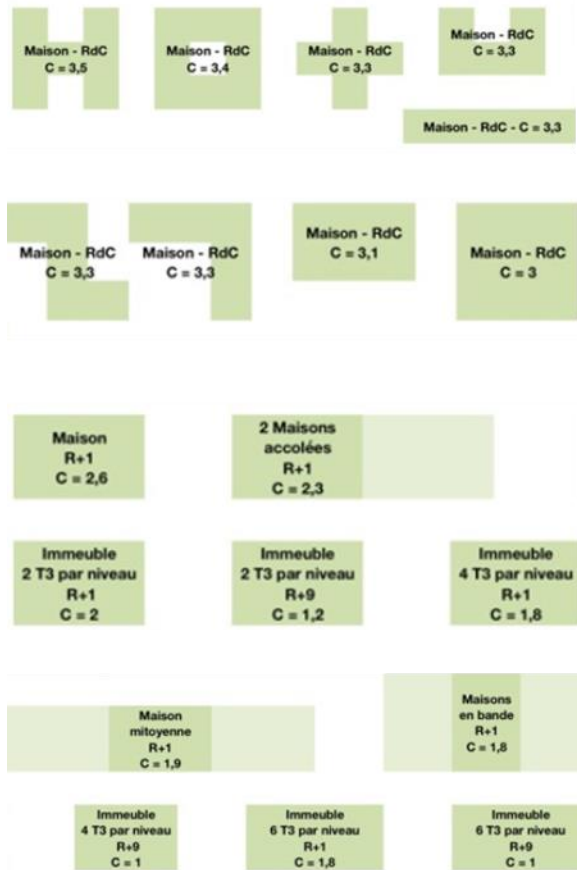 Maison - RdC
C = 3,5
Maison - RdC
C = 3,4
Maison - RdC
C = 3,3
Maison - RdC
C = 3,3
Maison - RdC - C = 3,3
Maison - RdC
C = 3,3
Maison - RdC
C = 3,3
Maison - RdC
C = 3,1
Maison - RdC
C = 3
Maison
R+1
C = 2,6
2 Maisons
accolées
R+1
C = 2,3
Immeuble
2 T3 par niveau
R+1
C = 2
Immeuble
2 T3 par niveau
R+9
C = 1,2
Immeuble
4 T3 par niveau
R+1
C = 1,8
Maison
mitoyenne
R+1
C = 1,9
Maisons
en bande
R+1
C = 1,8
Immeuble
4 T3 par niveau
R+9
C = 1
Immeuble
6 T3 par niveau
R+1
C = 1,8
Immeuble
6 T3 par niveau
R+9
C = 1